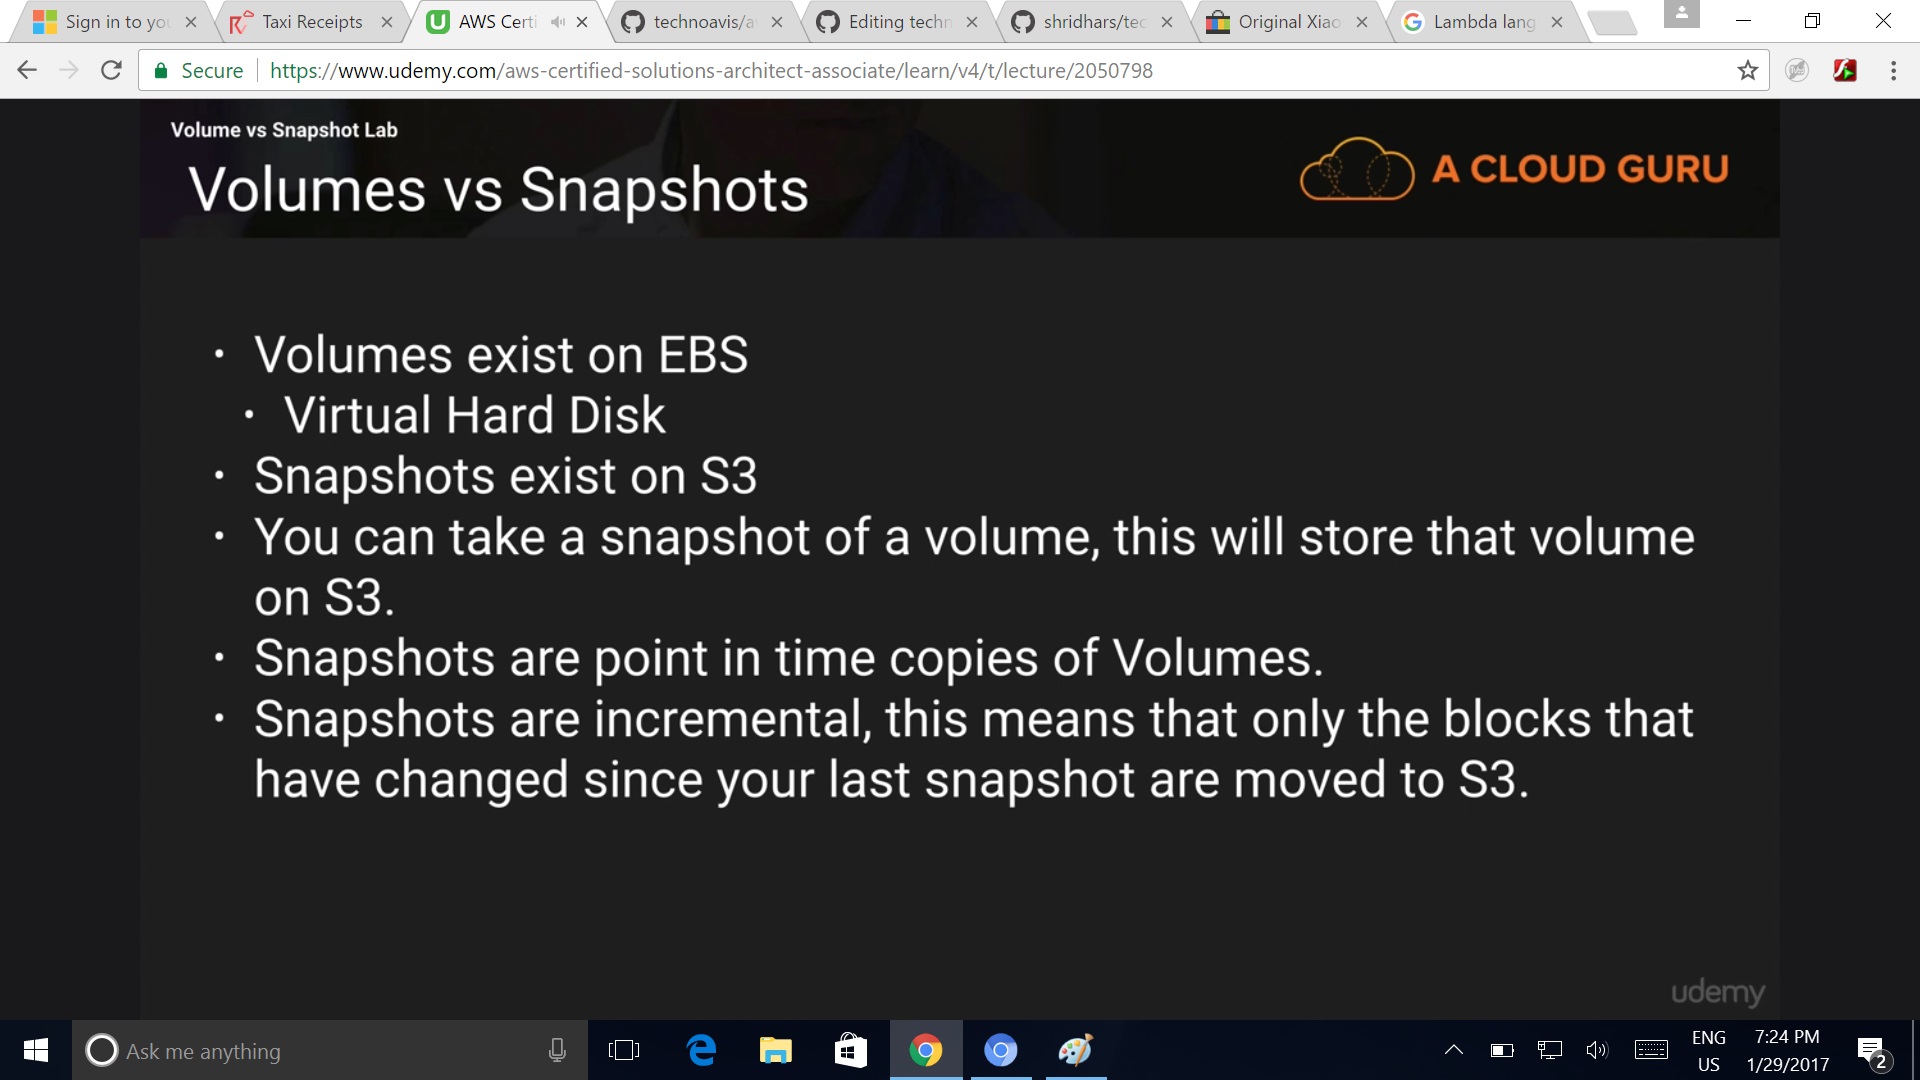 Sign in to you
Taxi Receipts
AWS Certi
technoavis/a
Editing techn
shridhars/tec
Original Xiao
Lambda lang
Secure
https://www.udemy.com/aws-certified-solutions-architect-associate/learn/v4/t/lecture/2050798
Volume vs Snapshot Lab
Volumes vs Snapshots
A CLOUD GURU
• Volumes exist on EBS
• Virtual Hard Disk
• Snapshots exist on S3
• You can take a snapshot of a volume, this will store that volume
on S3.
• Snapshots are point in time copies of Volumes.
• Snapshots are incremental, this means that only the blocks that
have changed since your last snapshot are moved to S3.
udemy
Ask me anything
ENG
US
7:24 PM
1/29/2017
2